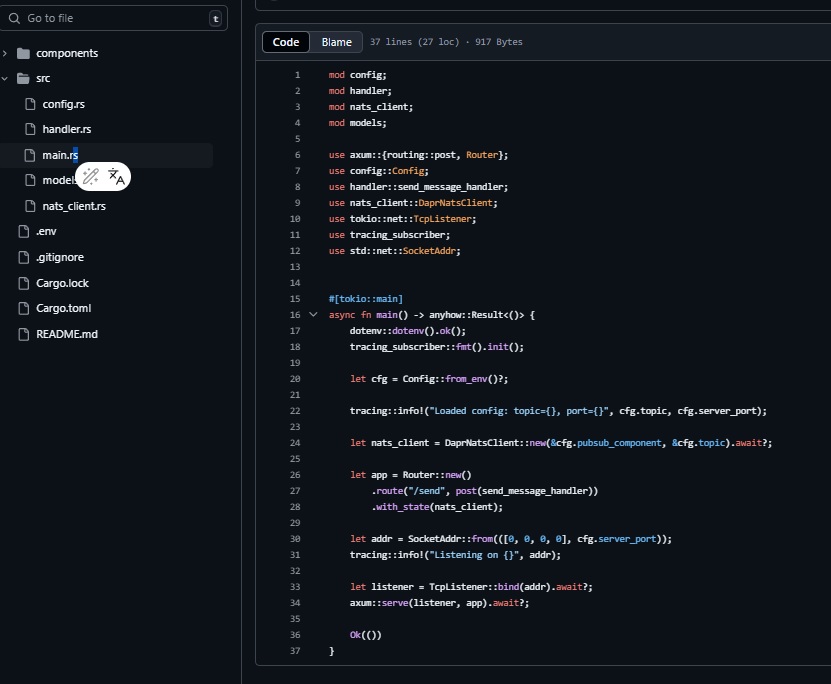 Go to file
t
components
src
config.rs
handler.rs
main.rs
model
nats_client.rs
.env
.gitignore
Cargo.lock
Cargo.toml
README.md
Code Blame 37 lines (27 loc) · 917 Bytes
1 mod config;
2 mod handler;
3 mod nats_client;
4 mod models;
5
6 use axum::{routing::post, Router};
7 use config::Config;
8 use handler::send_message_handler;
9 use nats_client::DaprNatsClient;
10 use tokio::net::TcpListener;
11 use tracing_subscriber;
12 use std::net::SocketAddr;
13
14
15 #[tokio::main]
16 async fn main() -> anyhow::Result<()> {
17 dotenv::dotenv().ok();
18 tracing_subscriber::fmt().init();
19
20 let cfg = Config::from_env()?;
21
22 tracing::info!("Loaded config: topic={}, port={}", cfg.topic, cfg.server_port);
23
24 let nats_client = DaprNatsClient::new(&cfg.pubsub_component, &cfg.topic).await?;
25
26 let app = Router::new()
27 .route("/send", post(send_message_handler))
28 .with_state(nats_client);
29
30 let addr = SocketAddr::from(([0, 0, 0, 0], cfg.server_port));
31 tracing::info!("Listening on {}", addr);
32
33 let listener = TcpListener::bind(addr).await?;
34 axum::serve(listener, app).await?;
35
36 Ok(())
37 }